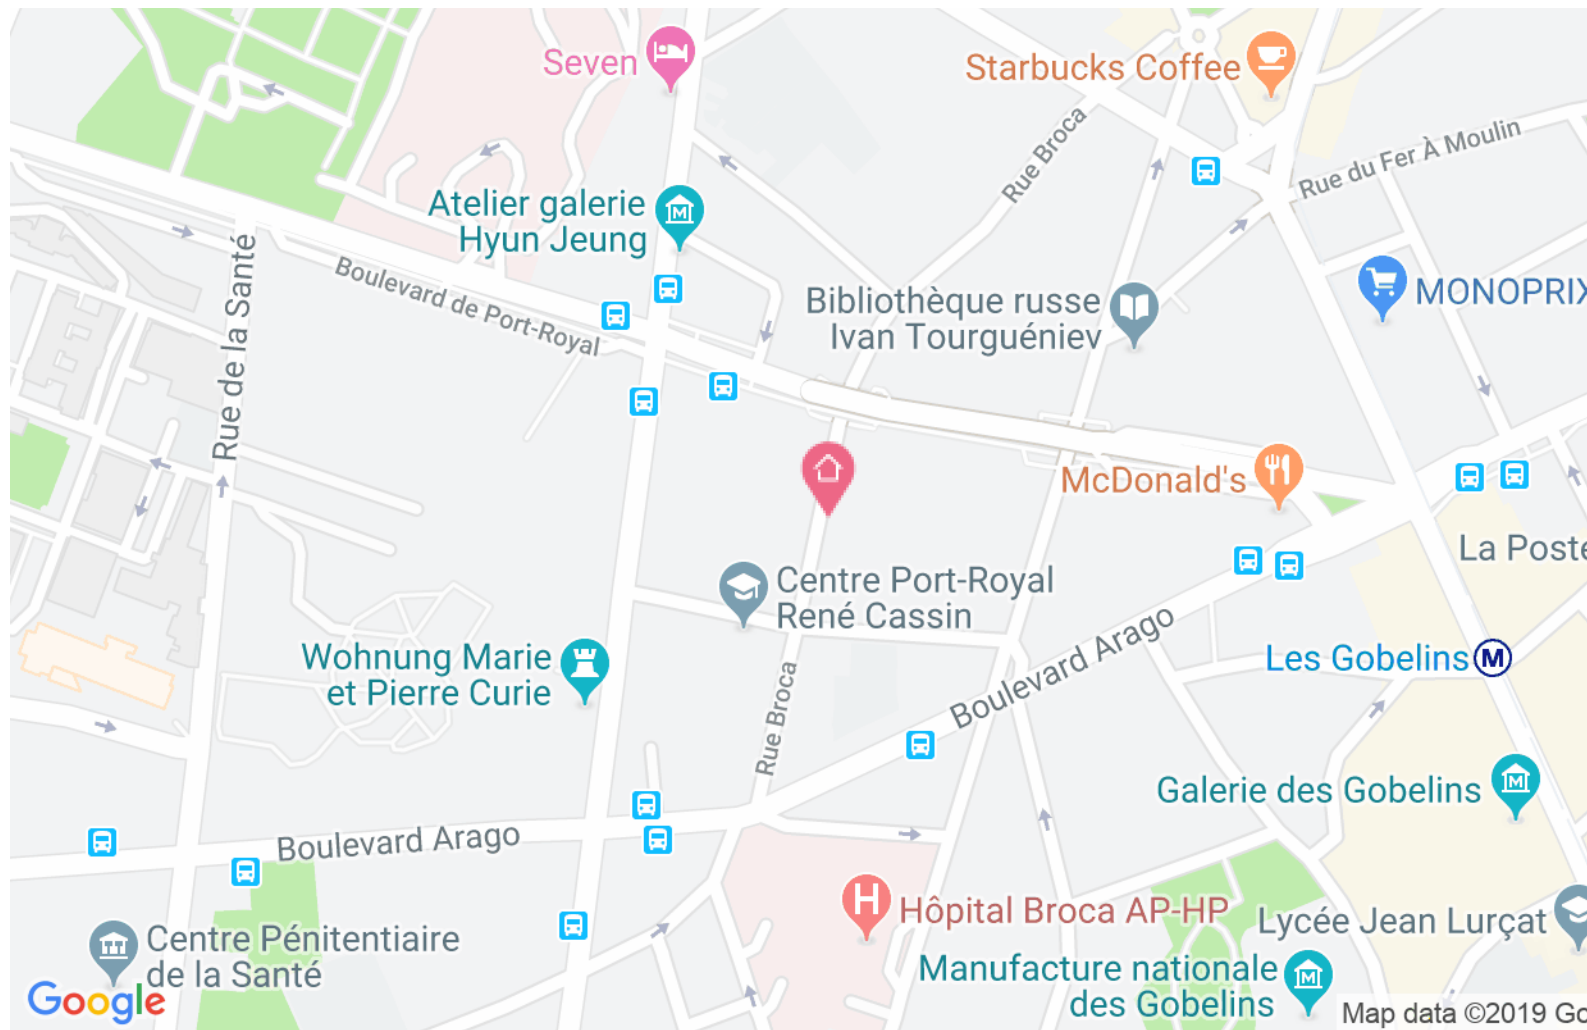 Seven
Starbucks Coffee
Rue Broca
Rue du Fer À Moulin
Atelier galerie
Hyun Jeung
Rue de la Santé
Boulevard de Port-Royal
Bibliothèque russe
Ivan Tourguéniev
MONOPRIX
McDonald's
La Poste
Centre Port-Royal
René Cassin
Wohnung Marie
et Pierre Curie
Rue Broca
Boulevard Arago
Les Gobelins M
Galerie des Gobelins
Boulevard Arago
H Hôpital Broca AP-HP
Lycée Jean Lurçat
Centre Pénitentiaire
de la Santé
Manufacture nationale
des Gobelins
Google
Map data ©2019 Go